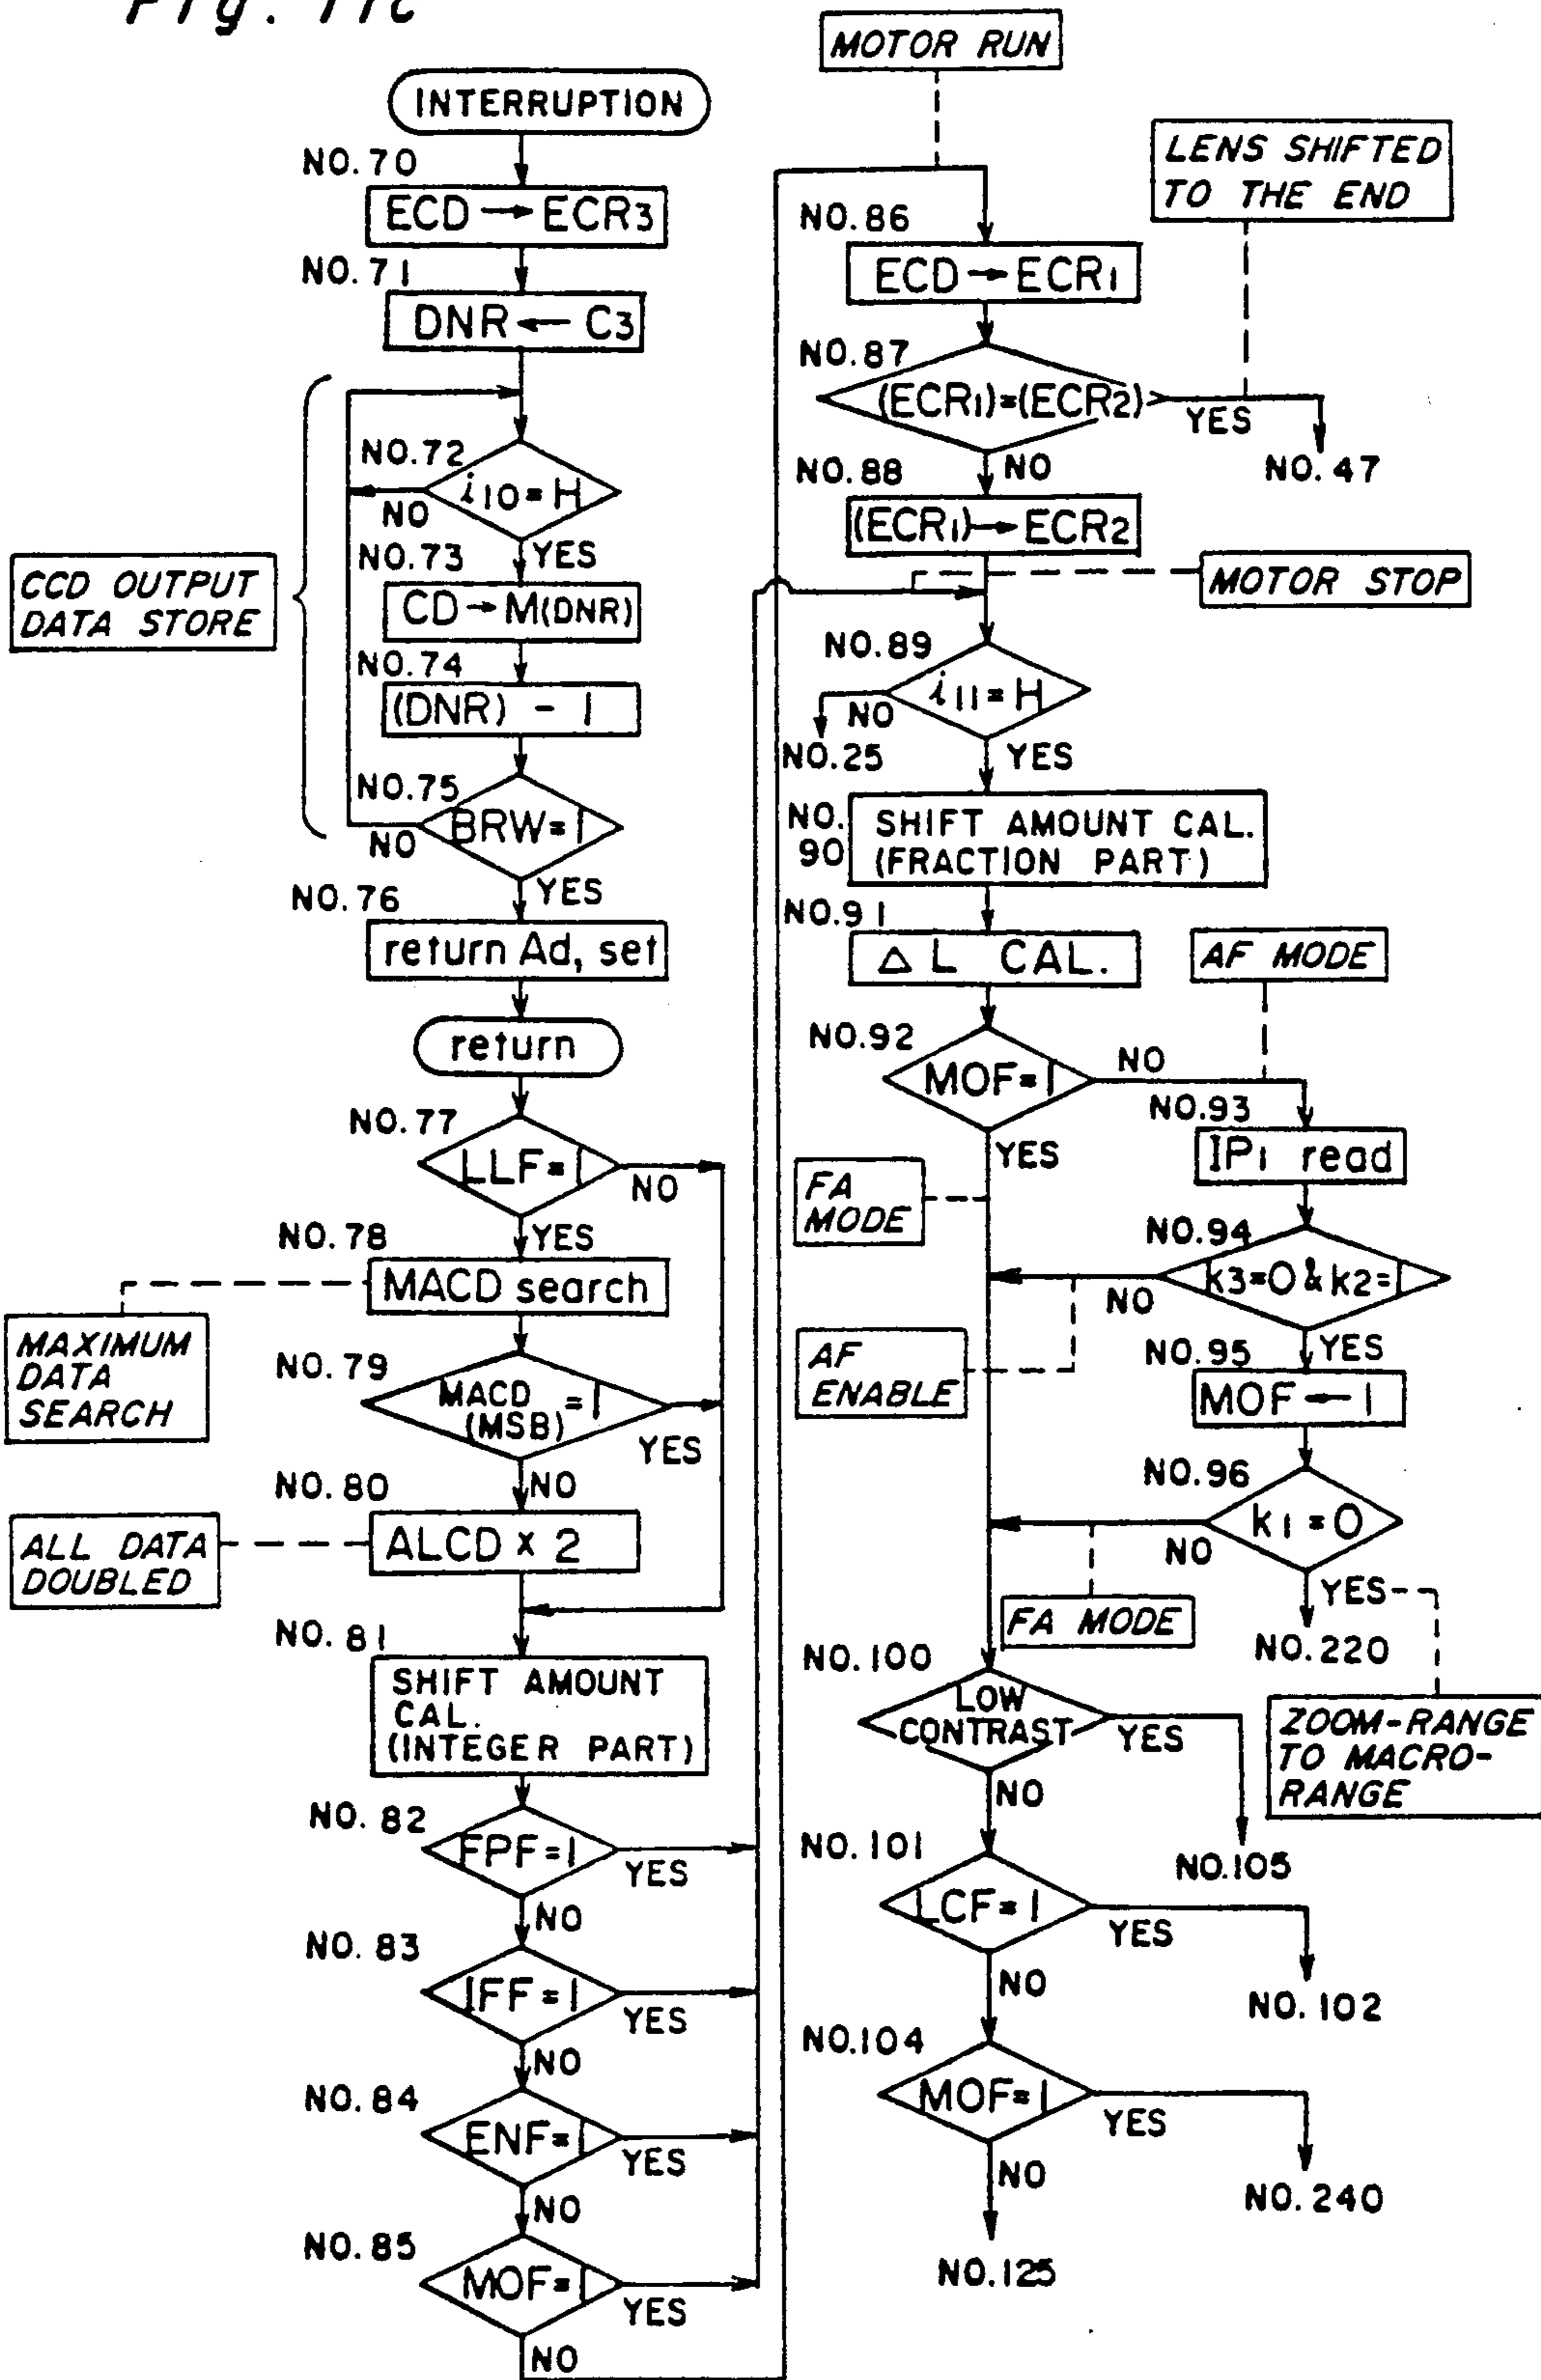 Fig. 11c
INTERRUPTION
NO.70
ECD → ECR3
NO.71
DNR ← C3
NO.72
i10=H
NO
YES
NO.73
CD→M(DNR)
NO.74
(DNR) - 1
NO.75
BRW=1
NO
YES
CCD OUTPUT
DATA STORE
NO.76
return Ad, set
return
NO.77
LLF=1
NO
YES
NO.78
MACD search
MAXIMUM
DATA
SEARCH
NO.79
MACD
(MSB) =1
YES
NO
NO.80
ALCD x 2
ALL DATA
DOUBLED
NO.81
SHIFT AMOUNT
CAL.
(INTEGER PART)
NO.82
FPF=1
YES
NO
NO.83
IFF=1
YES
NO
NO.84
ENF=1
YES
NO
NO.85
MOF=1
YES
NO
MOTOR RUN
LENS SHIFTED
TO THE END
NO.86
ECD→ECR1
NO.87
(ECR1)=(ECR2)
YES
NO.47
NO
NO.88
(ECR1)→ECR2
MOTOR STOP
NO.89
i11=H
NO
NO.25
YES
NO.
90
SHIFT AMOUNT CAL.
(FRACTION PART)
NO.91
△L CAL.
AF MODE
NO.92
MOF=1
NO
YES
NO.93
IP1 read
FA
MODE
NO.94
k3=0&k2=1
NO
YES
AF
ENABLE
NO.95
MOF←1
NO.96
k1=0
NO
YES
FA MODE
NO.220
ZOOM-RANGE
TO MACRO-
RANGE
NO.100
LOW
CONTRAST
YES
NO
NO.105
NO.101
LCF=1
YES
NO
NO.102
NO.104
MOF=1
YES
NO
NO.240
NO.125